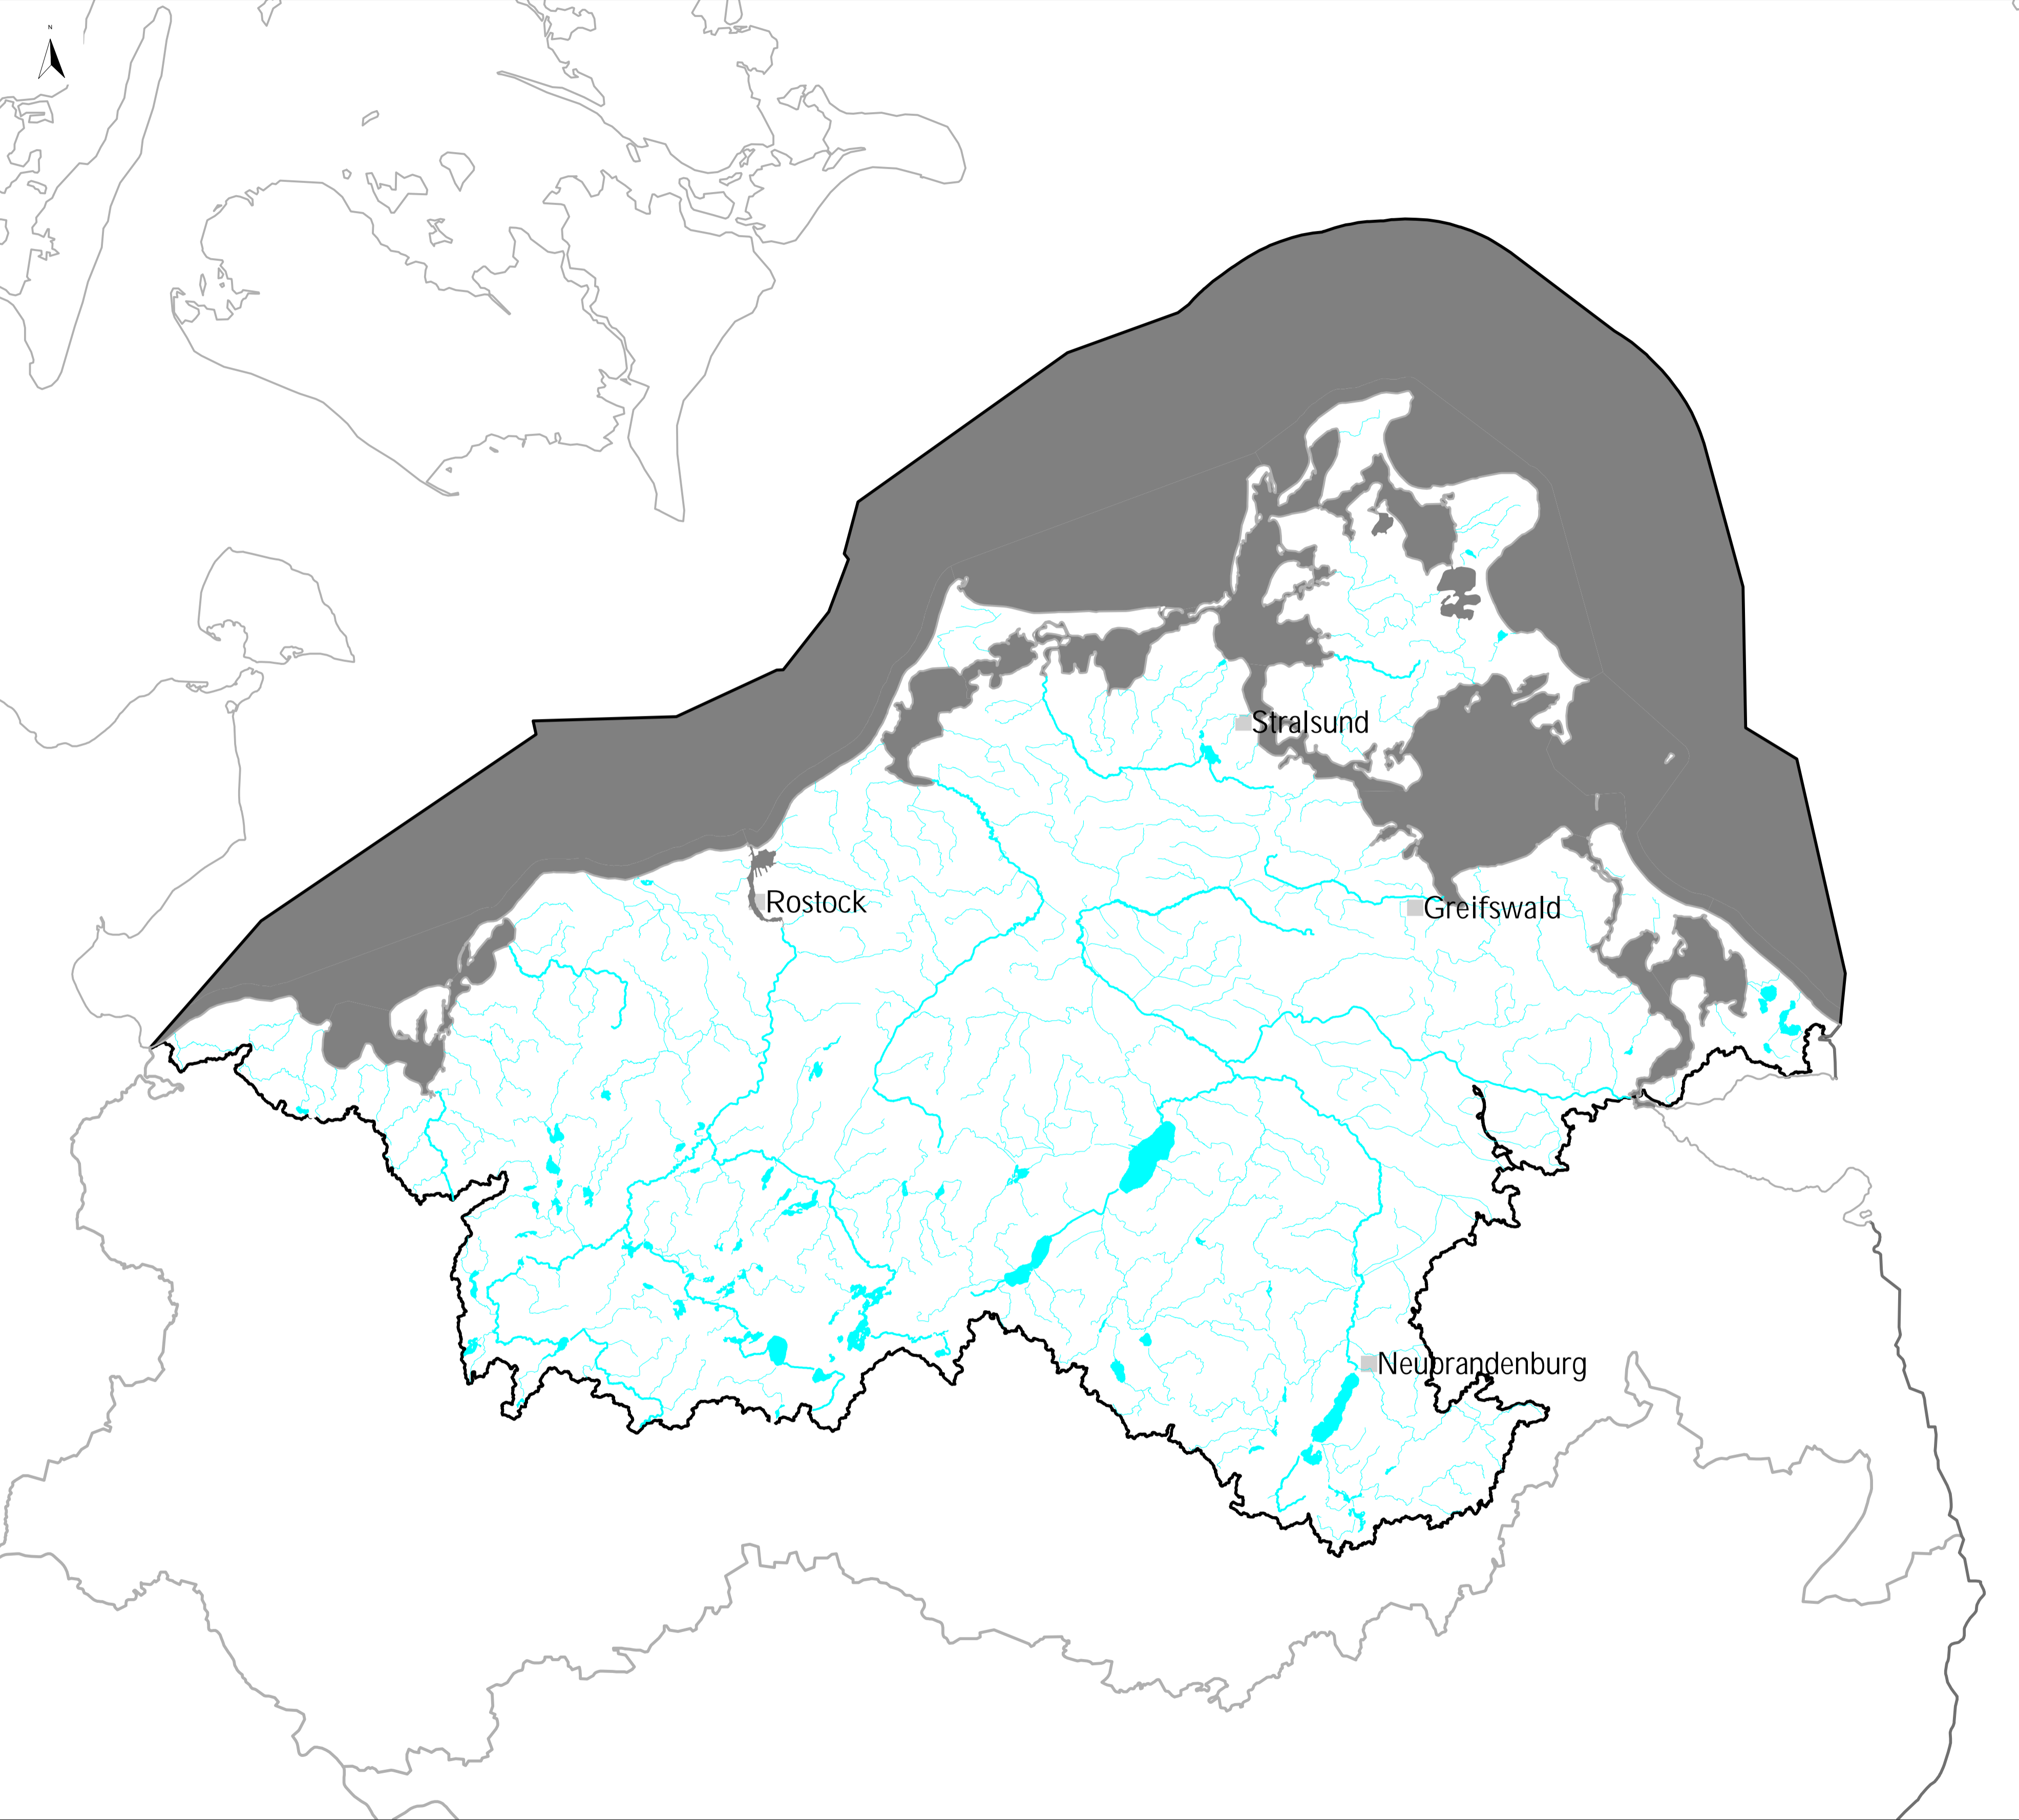 N
Stralsund
Rostock
Greifswald
Neubrandenburg